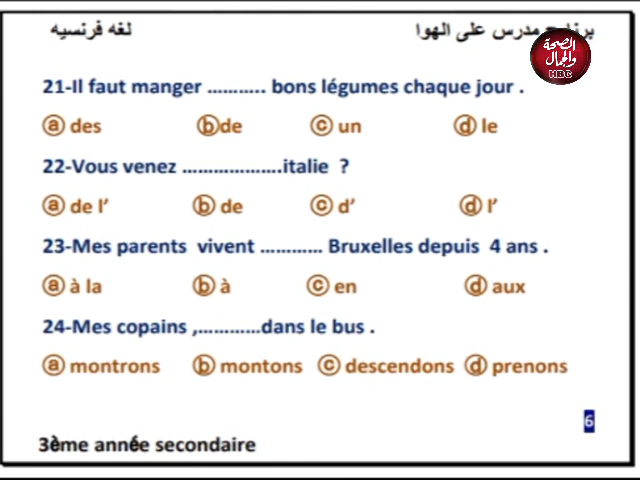 برنامج مدرس على الهوا
لغه فرنسيه
الصحة
والجمال
HBC
21-Il faut manger ........... bons légumes chaque jour .
ⓐ des ⓑ de ⓒ un ⓓ le
22-Vous venez ....................italie ?
ⓐ de l’ ⓑ de ⓒ d’ ⓓ l’
23-Mes parents vivent ............ Bruxelles depuis 4 ans .
ⓐ à la ⓑ à ⓒ en ⓓ aux
24-Mes copains ,............dans le bus .
ⓐ montrons ⓑ montons ⓒ descendons ⓓ prenons
6
3ème année secondaire